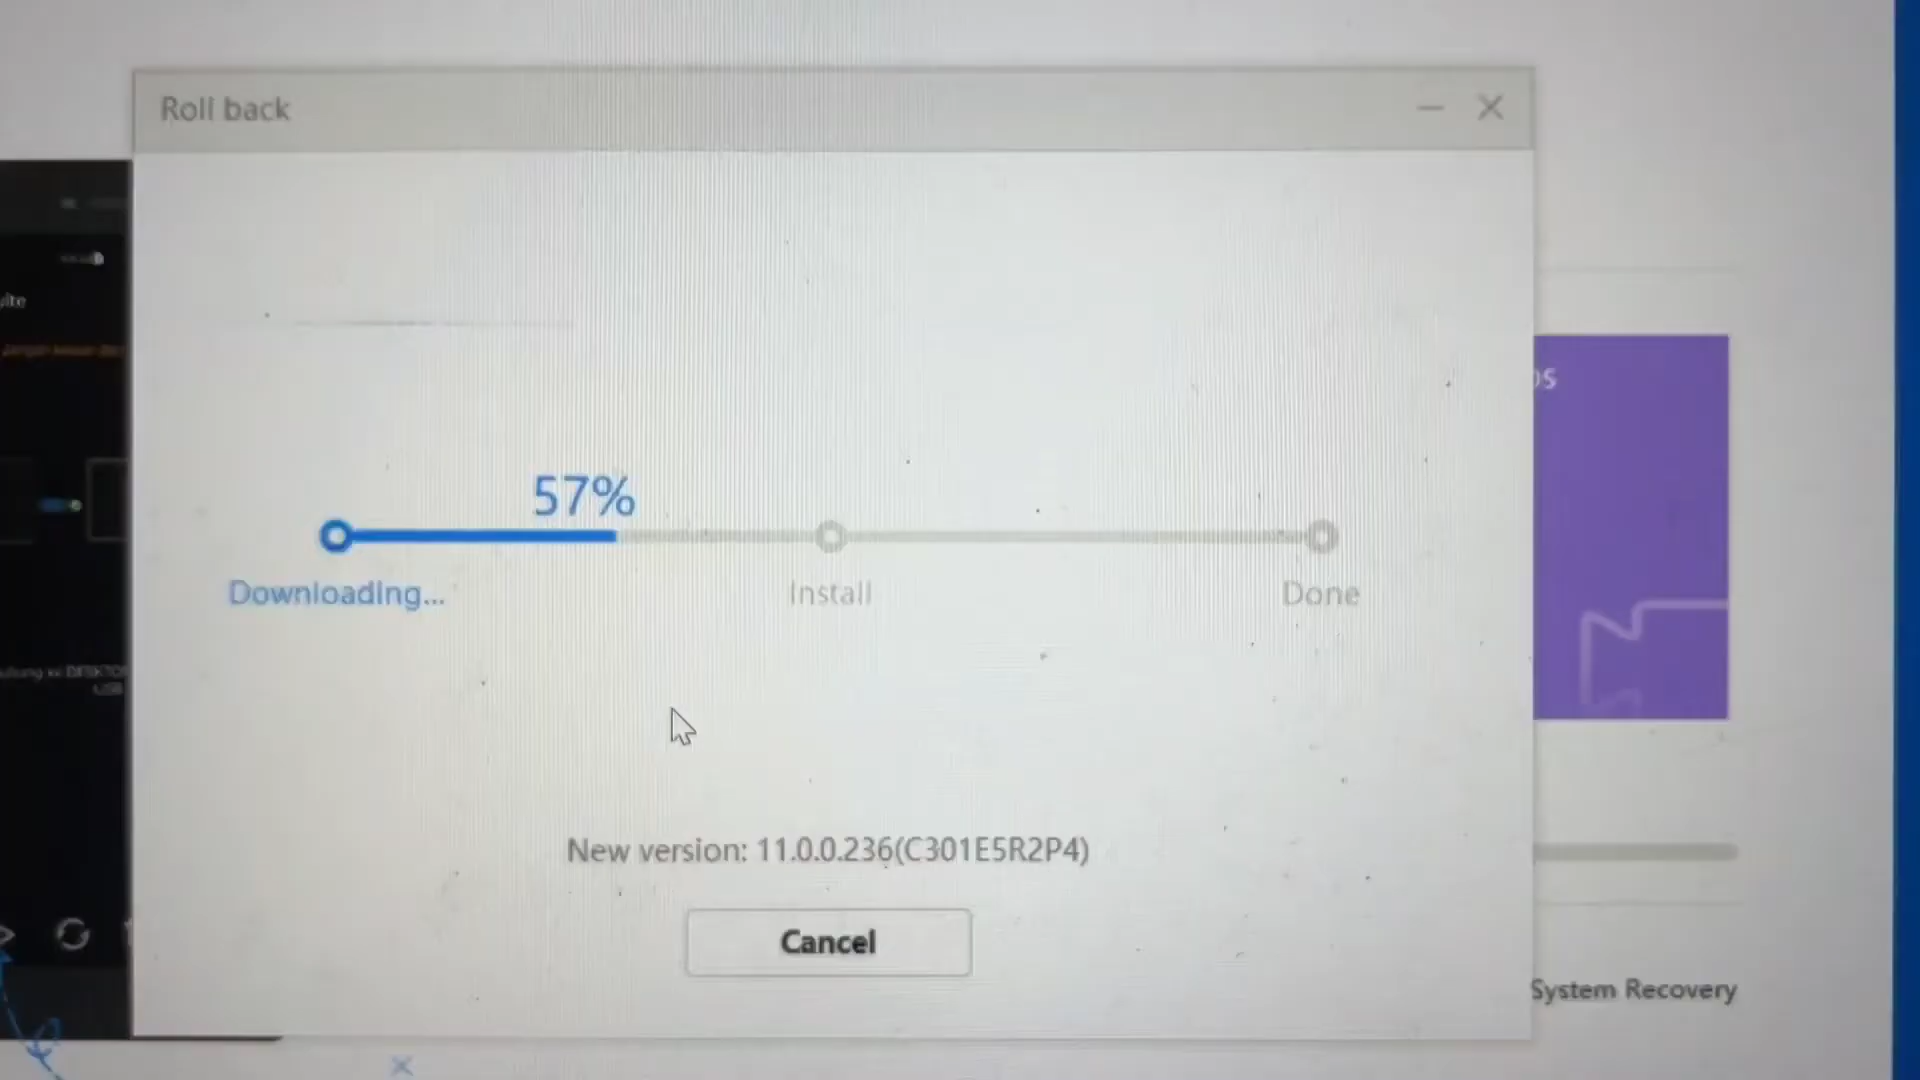 Roll back
57%
Downloading...
Install
Done
New version: 11.0.0.236(C301E5R2P4)
Cancel
System Recovery